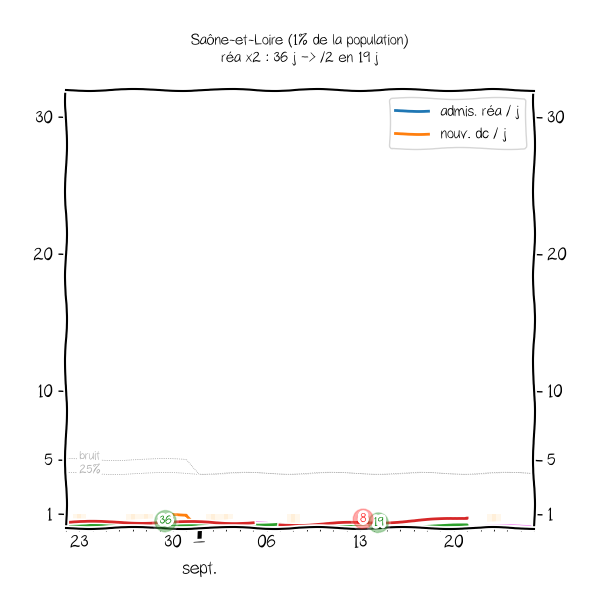 Saône-et-Loire (1% de la population)
réa x2 : 36 j -> /2 en 19 j
admis. réa / j
nouv. dc / j
30 30
20 20
10 10
bruit
5 5
25%
1 1
36 8 19
23 30 06 13 20
sept.